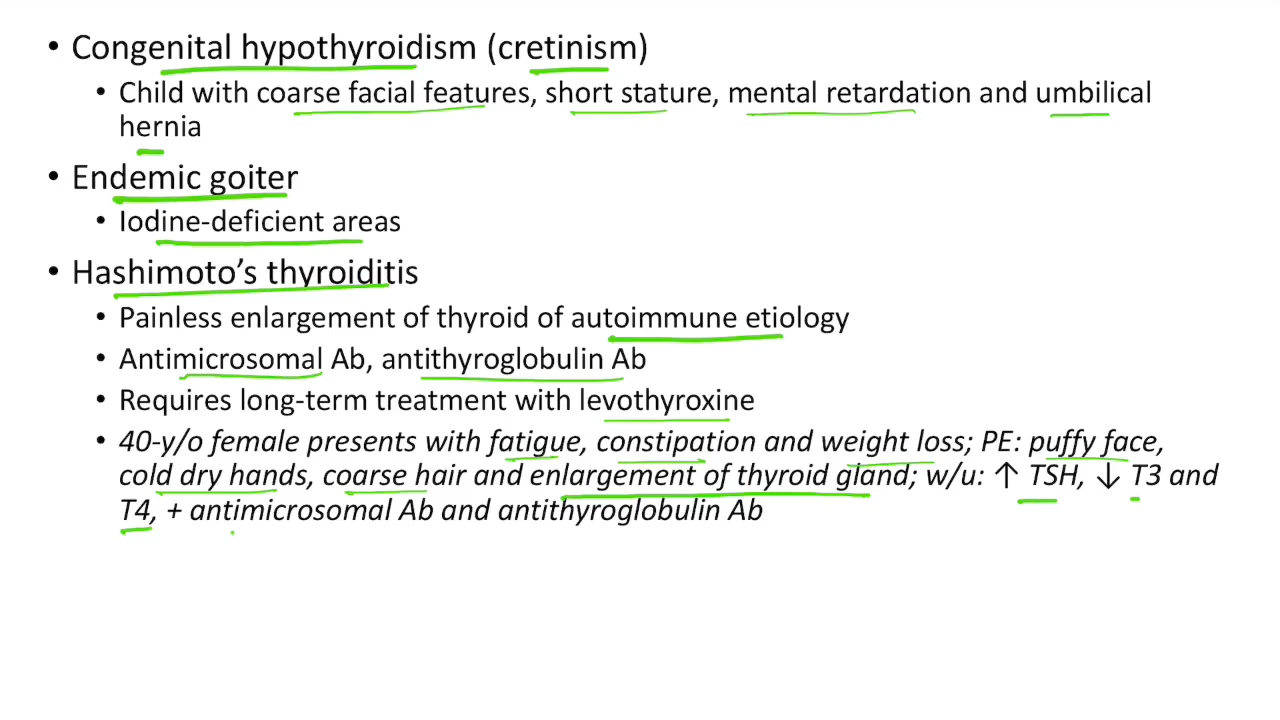 • Congenital hypothyroidism (cretinism)
• Child with coarse facial features, short stature, mental retardation and umbilical
hernia
• Endemic goiter
• Iodine-deficient areas
• Hashimoto’s thyroiditis
• Painless enlargement of thyroid of autoimmune etiology
• Antimicrosomal Ab, antithyroglobulin Ab
• Requires long-term treatment with levothyroxine
• 40-y/o female presents with fatigue, constipation and weight loss; PE: puffy face,
cold dry hands, coarse hair and enlargement of thyroid gland; w/u: ↑ TSH, ↓ T3 and
T4, + antimicrosomal Ab and antithyroglobulin Ab